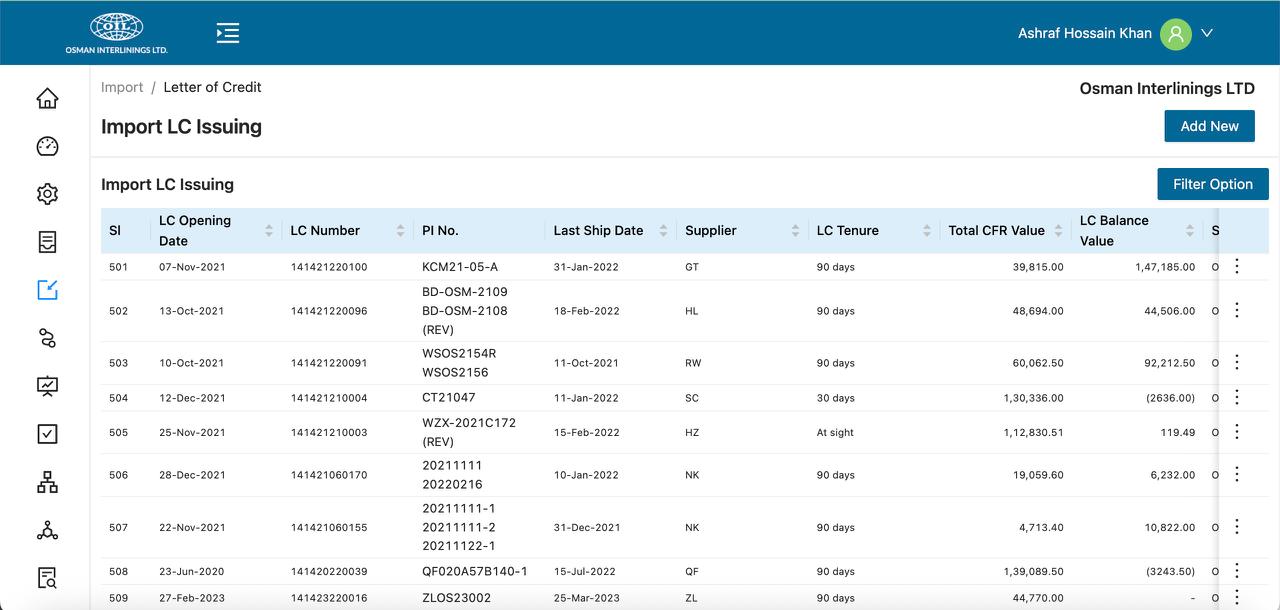 OIL
OSMAN INTERLININGS LTD.
Ashraf Hossain Khan
Import / Letter of Credit
Osman Interlinings LTD
Import LC Issuing
Add New
Import LC Issuing
Filter Option
Sl LC Opening Date LC Number PI No. Last Ship Date Supplier LC Tenure Total CFR Value LC Balance Value S
501 07-Nov-2021 141421220100 KCM21-05-A 31-Jan-2022 GT 90 days 39,815.00 1,47,185.00 O
502 13-Oct-2021 141421220096 BD-OSM-2109 BD-OSM-2108 (REV) 18-Feb-2022 HL 90 days 48,694.00 44,506.00 O
503 10-Oct-2021 141421220091 WSOS2154R WSOS2156 11-Oct-2021 RW 90 days 60,062.50 92,212.50 O
504 12-Dec-2021 141421210004 CT21047 11-Jan-2022 SC 30 days 1,30,336.00 (2636.00) O
505 25-Nov-2021 141421210003 WZX-2021C172 (REV) 15-Feb-2022 HZ At sight 1,12,830.51 119.49 O
506 28-Dec-2021 141421060170 20211111 20220216 10-Jan-2022 NK 90 days 19,059.60 6,232.00 O
507 22-Nov-2021 141421060155 20211111-1 20211111-2 20211122-1 31-Dec-2021 NK 90 days 4,713.40 10,822.00 O
508 23-Jun-2020 141420220039 QF020A57B140-1 15-Jul-2022 QF 90 days 1,39,089.50 (3243.50) O
509 27-Feb-2023 141423220016 ZLOS23002 25-Mar-2023 ZL 90 days 44,770.00 - O